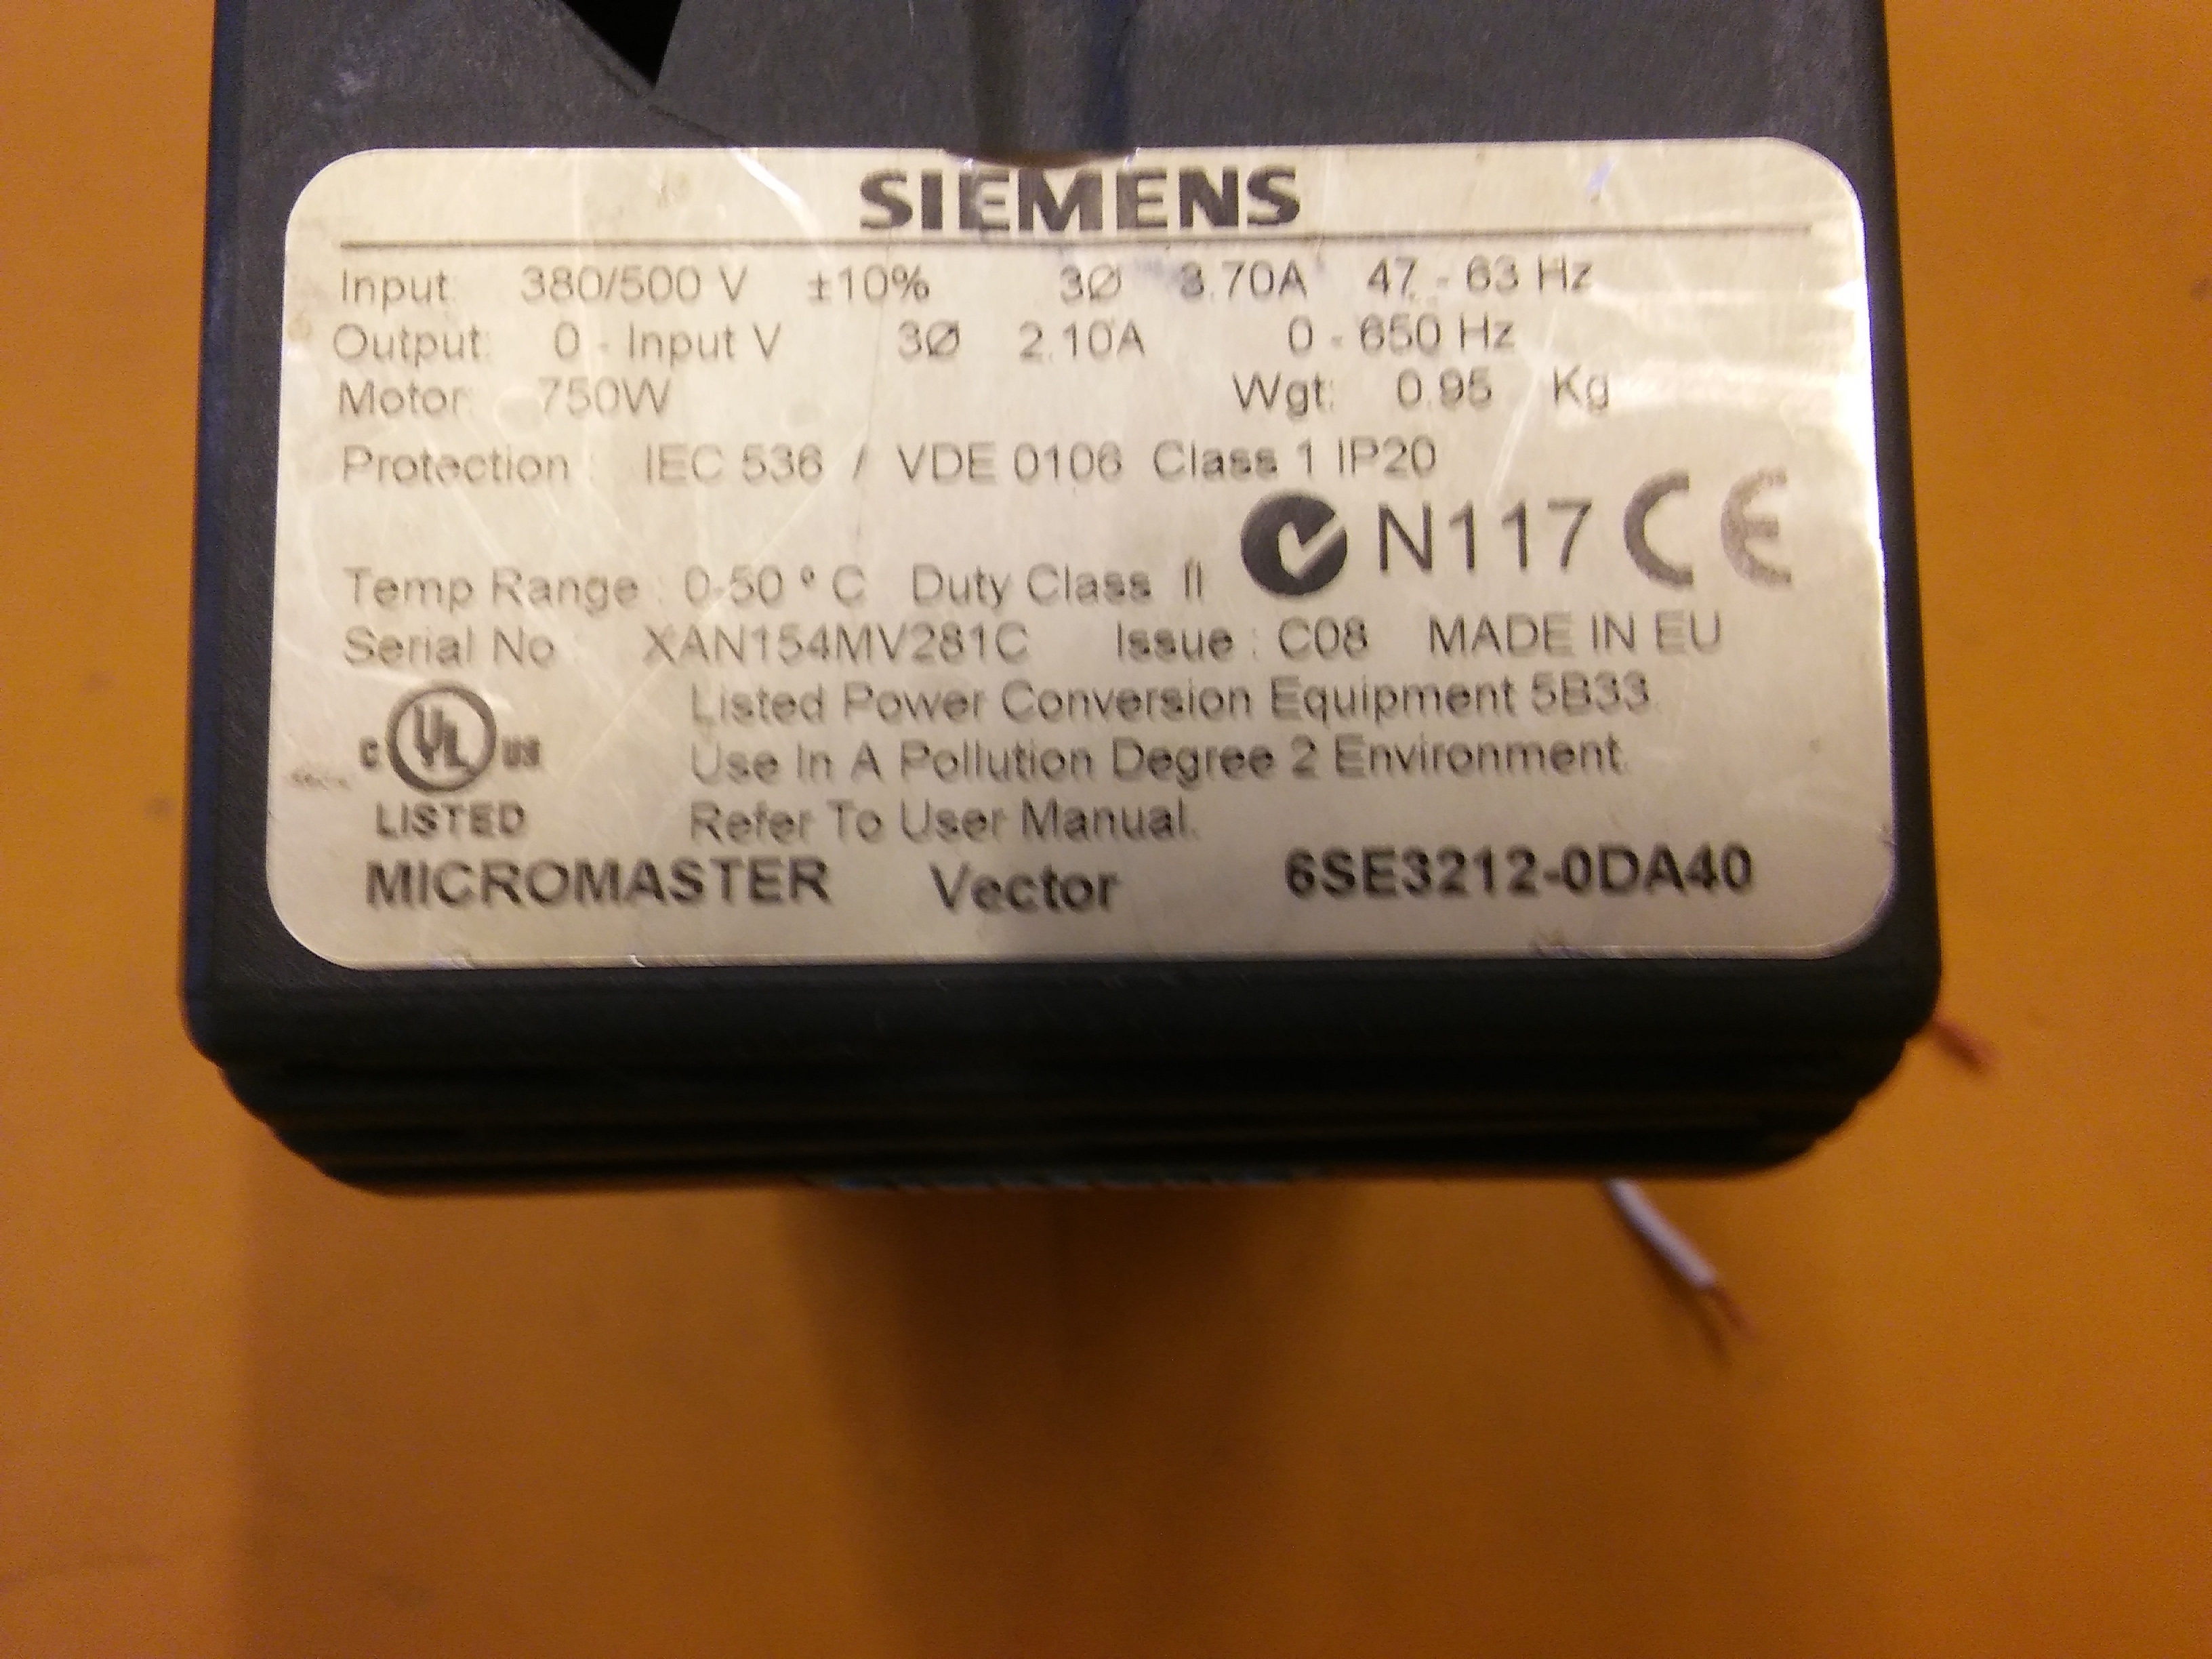 SIEMENS
Input: 380/500 V ±10% 3Ø 3.70A 47 - 63 Hz
Output: 0 - Input V 3Ø 2.10A 0 - 650 Hz
Motor: 750W Wgt: 0.95 Kg
Protection : IEC 536 / VDE 0106 Class 1 IP20
N117 CE
Temp Range : 0-50 ° C Duty Class II
Serial No : XAN154MV281C Issue : C08 MADE IN EU
C UL US Listed Power Conversion Equipment 5B33
Use In A Pollution Degree 2 Environment.
LISTED Refer To User Manual.
MICROMASTER Vector 6SE3212-0DA40